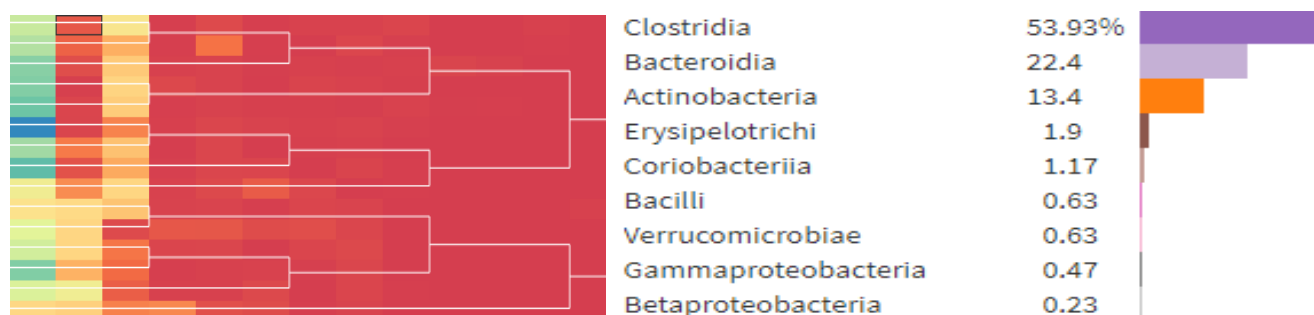 Clostridia 53.93%
Bacteroidia 22.4
Actinobacteria 13.4
Erysipelotrichi 1.9
Coriobacteriia 1.17
Bacilli 0.63
Verrucomicrobiae 0.63
Gammaproteobacteria 0.47
Betaproteobacteria 0.23